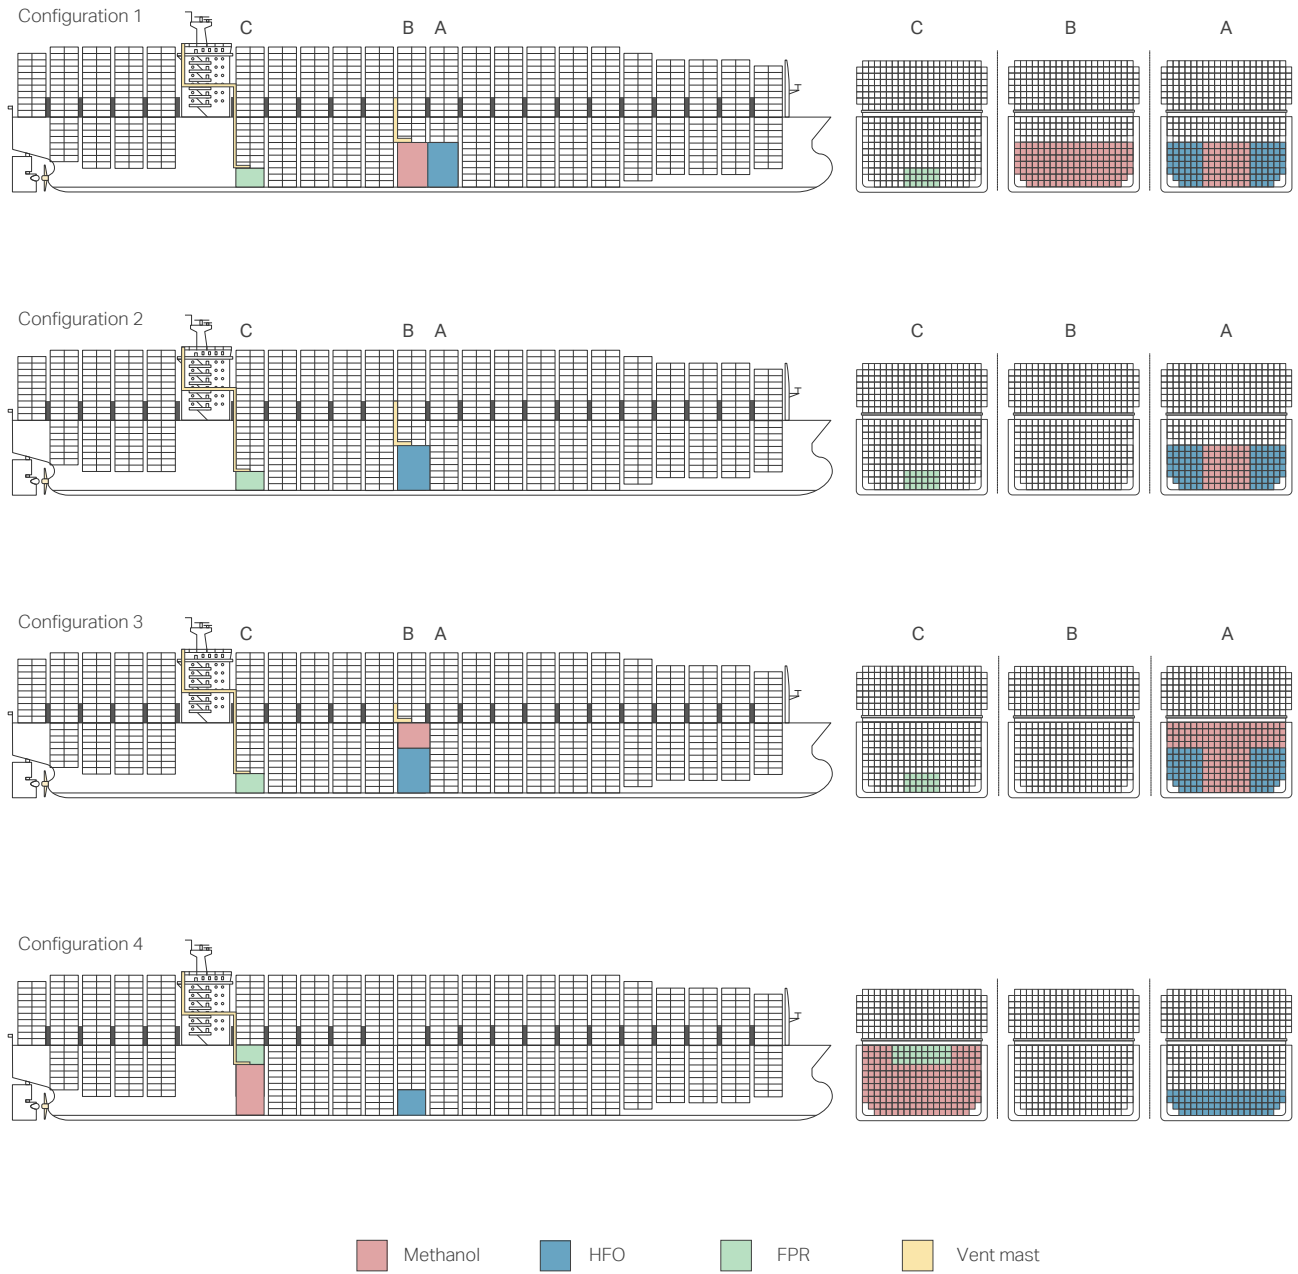 Configuration 1
C B A C B A
Configuration 2
C B A C B A
Configuration 3
C B A C B A
Configuration 4
Methanol HFO FPR Vent mast